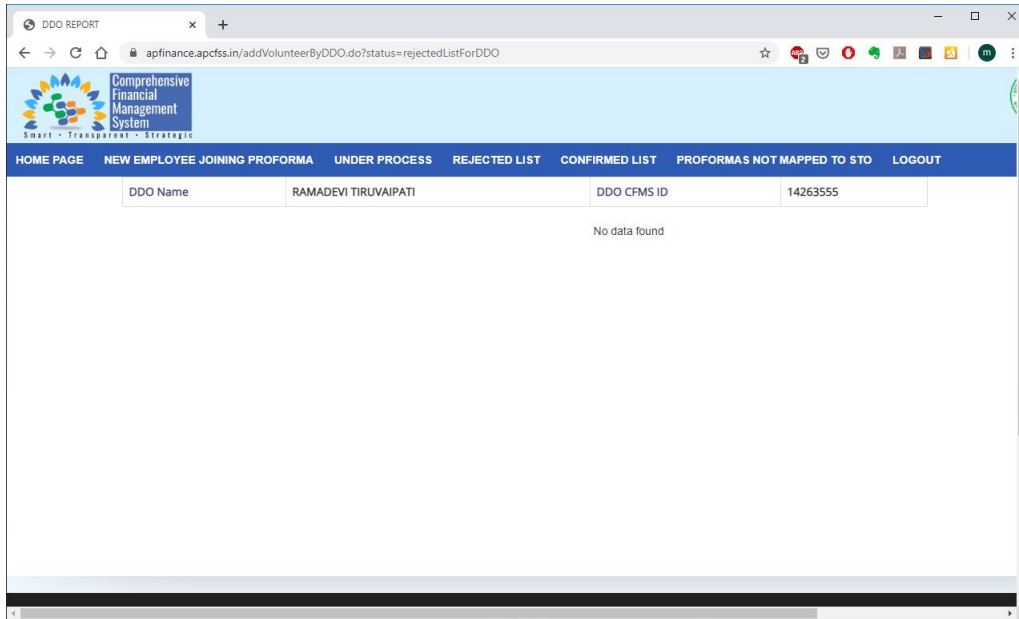 DDO REPORT
apfinance.apcfss.in/addVolunteerByDDO.do?status=rejectedListForDDO
ABP
2
m
Comprehensive
Financial
Management
System
Smart - Transparent - Strategic
HOME PAGE NEW EMPLOYEE JOINING PROFORMA UNDER PROCESS REJECTED LIST CONFIRMED LIST PROFORMAS NOT MAPPED TO STO LOGOUT
DDO Name RAMADEVI TIRUVAIPATI DDO CFMS ID 14263555
No data found